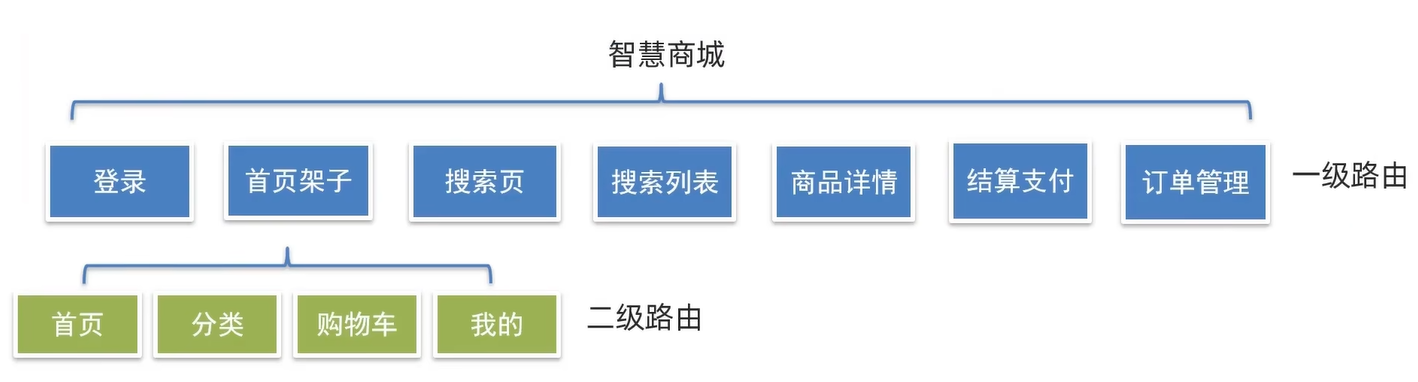 智慧商城
登录
首页架子
搜索页
搜索列表
商品详情
结算支付
订单管理
一级路由
首页
分类
购物车
我的
二级路由